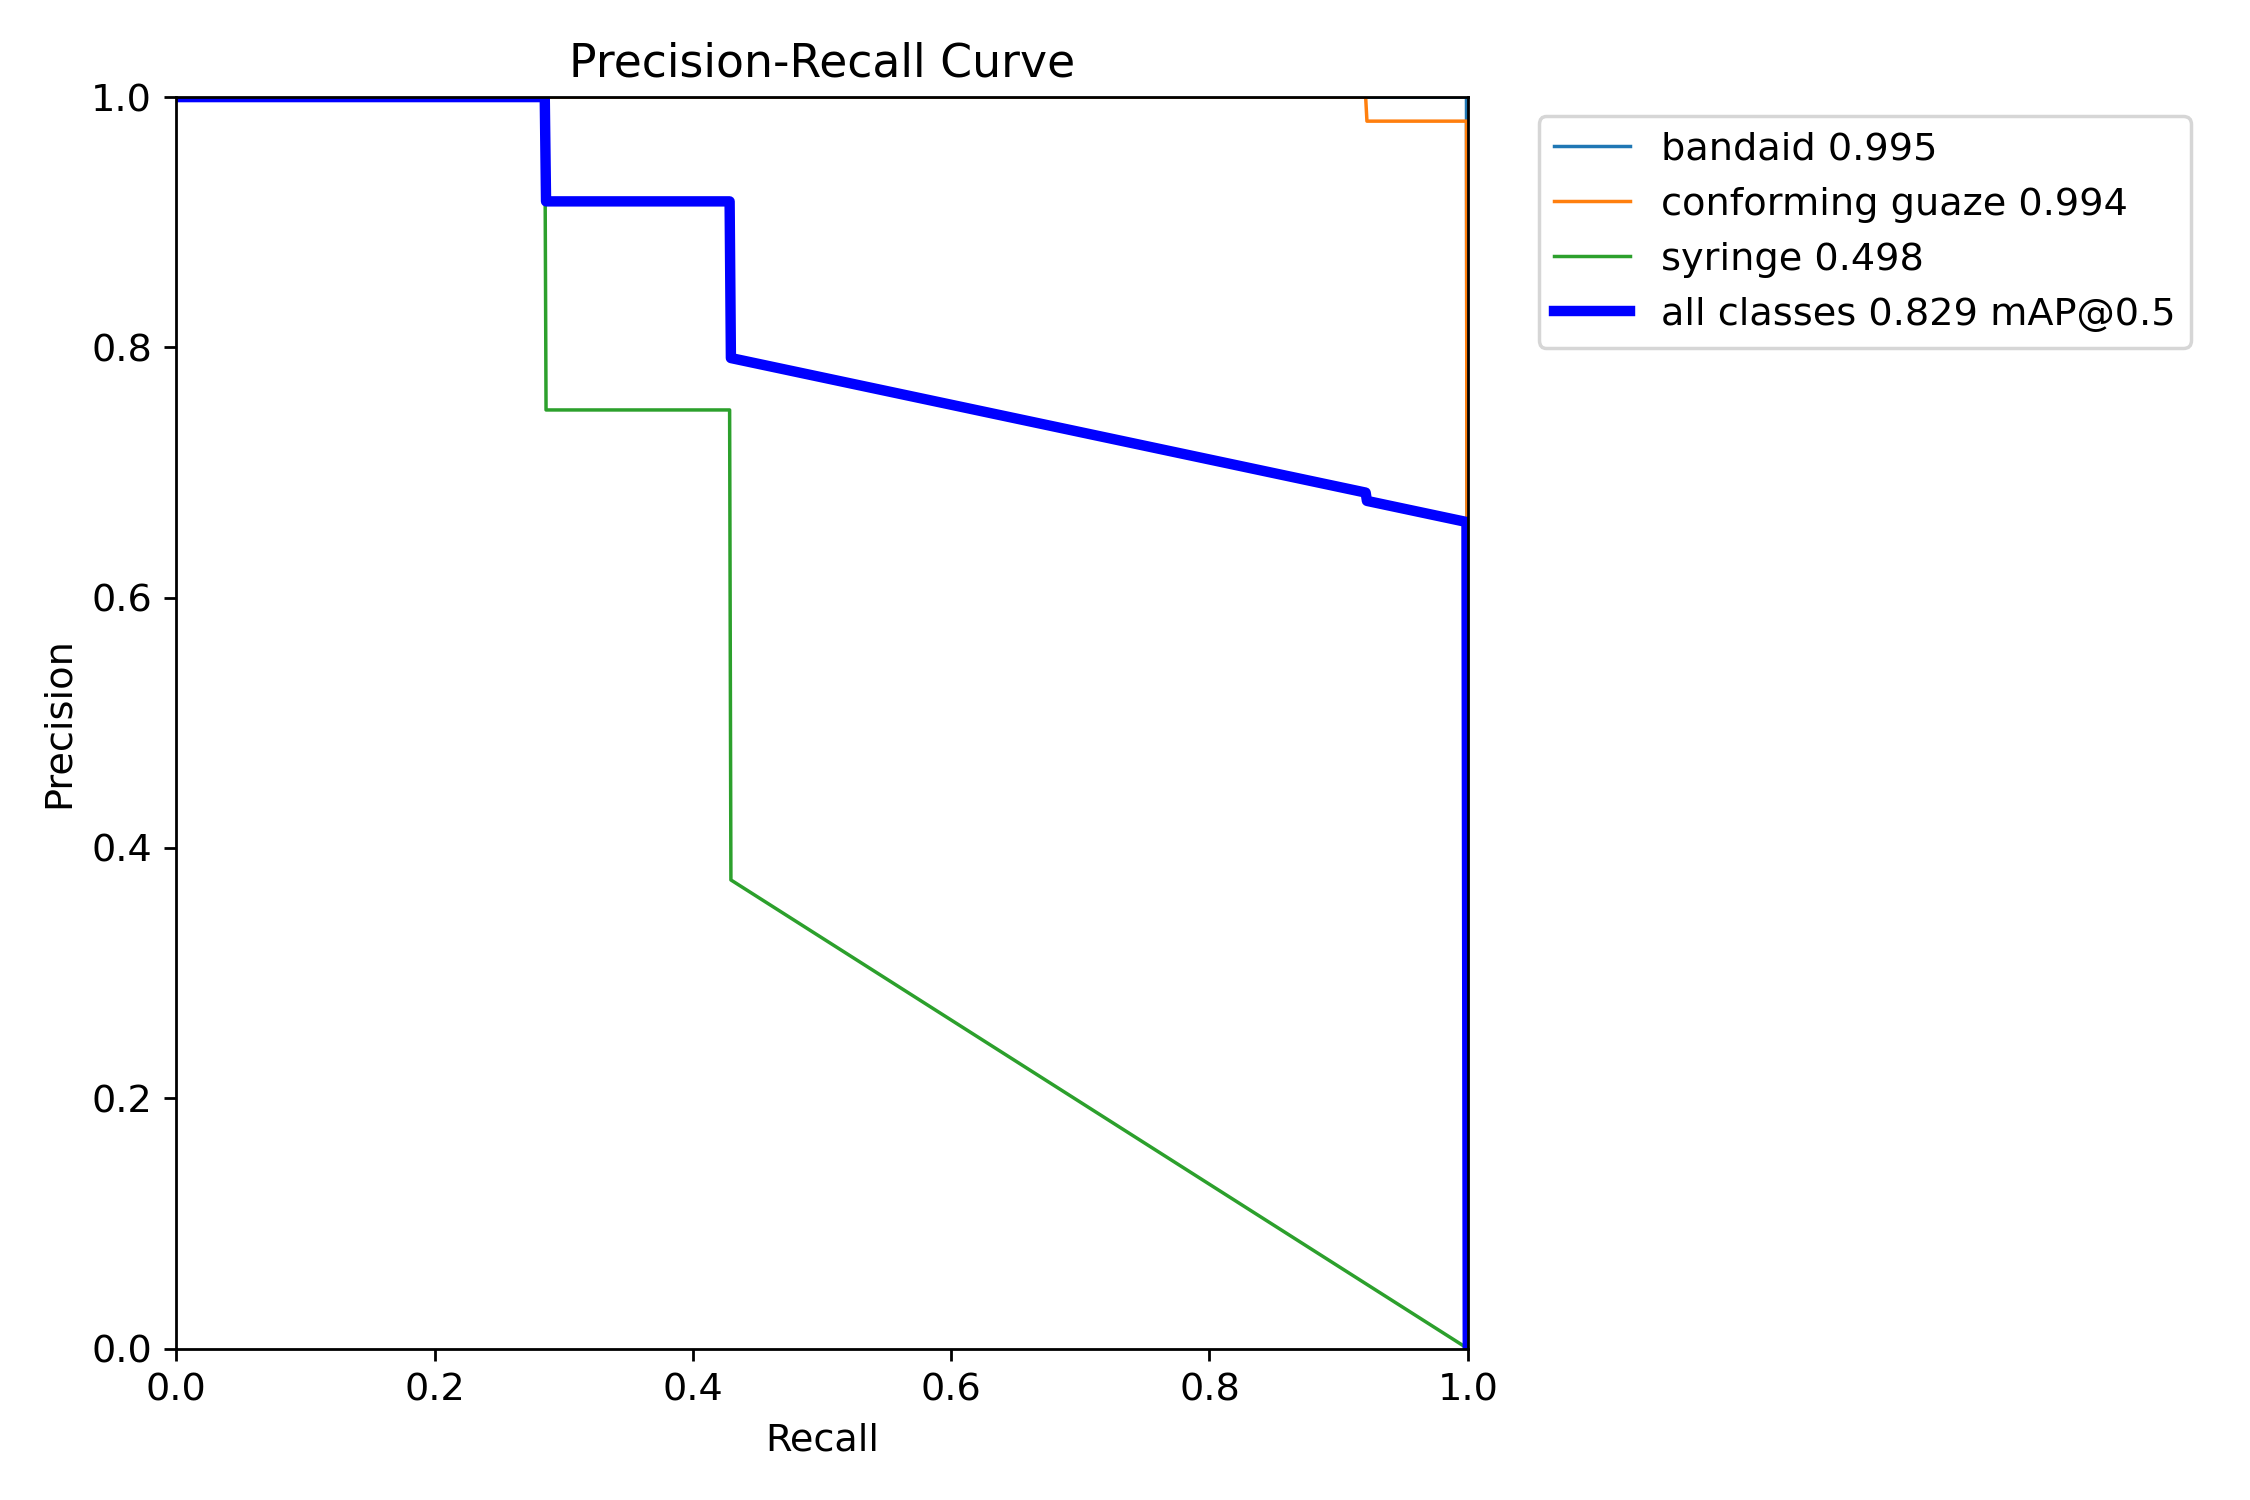 Precision-Recall Curve
1.0
0.8
0.6
0.4
0.2
0.0
Precision
0.0 0.2 0.4 0.6 0.8 1.0
Recall
bandaid 0.995
conforming guaze 0.994
syringe 0.498
all classes 0.829 mAP@0.5